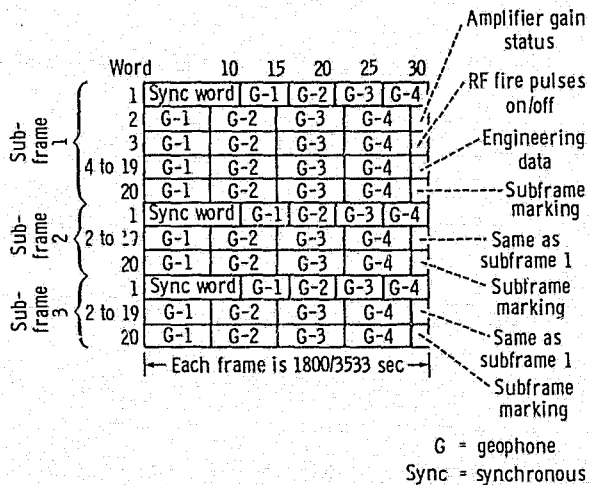 Amplifier gain
status
Word 10 15 20 25 30
1 Sync word G-1 G-2 G-3 G-4
RF fire pulses
on/off
2 G-1 G-2 G-3 G-4
3 G-1 G-2 G-3 G-4
Engineering
data
4 to 19 G-1 G-2 G-3 G-4
20 G-1 G-2 G-3 G-4
Subframe
marking
Sub-
frame
1
1 Sync word G-1 G-2 G-3 G-4
2 to 19 G-1 G-2 G-3 G-4
Same as
subframe 1
20 G-1 G-2 G-3 G-4
Subframe
marking
Sub-
frame
2
1 Sync word G-1 G-2 G-3 G-4
2 to 19 G-1 G-2 G-3 G-4
Same as
subframe 1
20 G-1 G-2 G-3 G-4
Subframe
marking
Sub-
frame
3
Each frame is 1800/3533 sec
G = geophone
Sync = synchronous